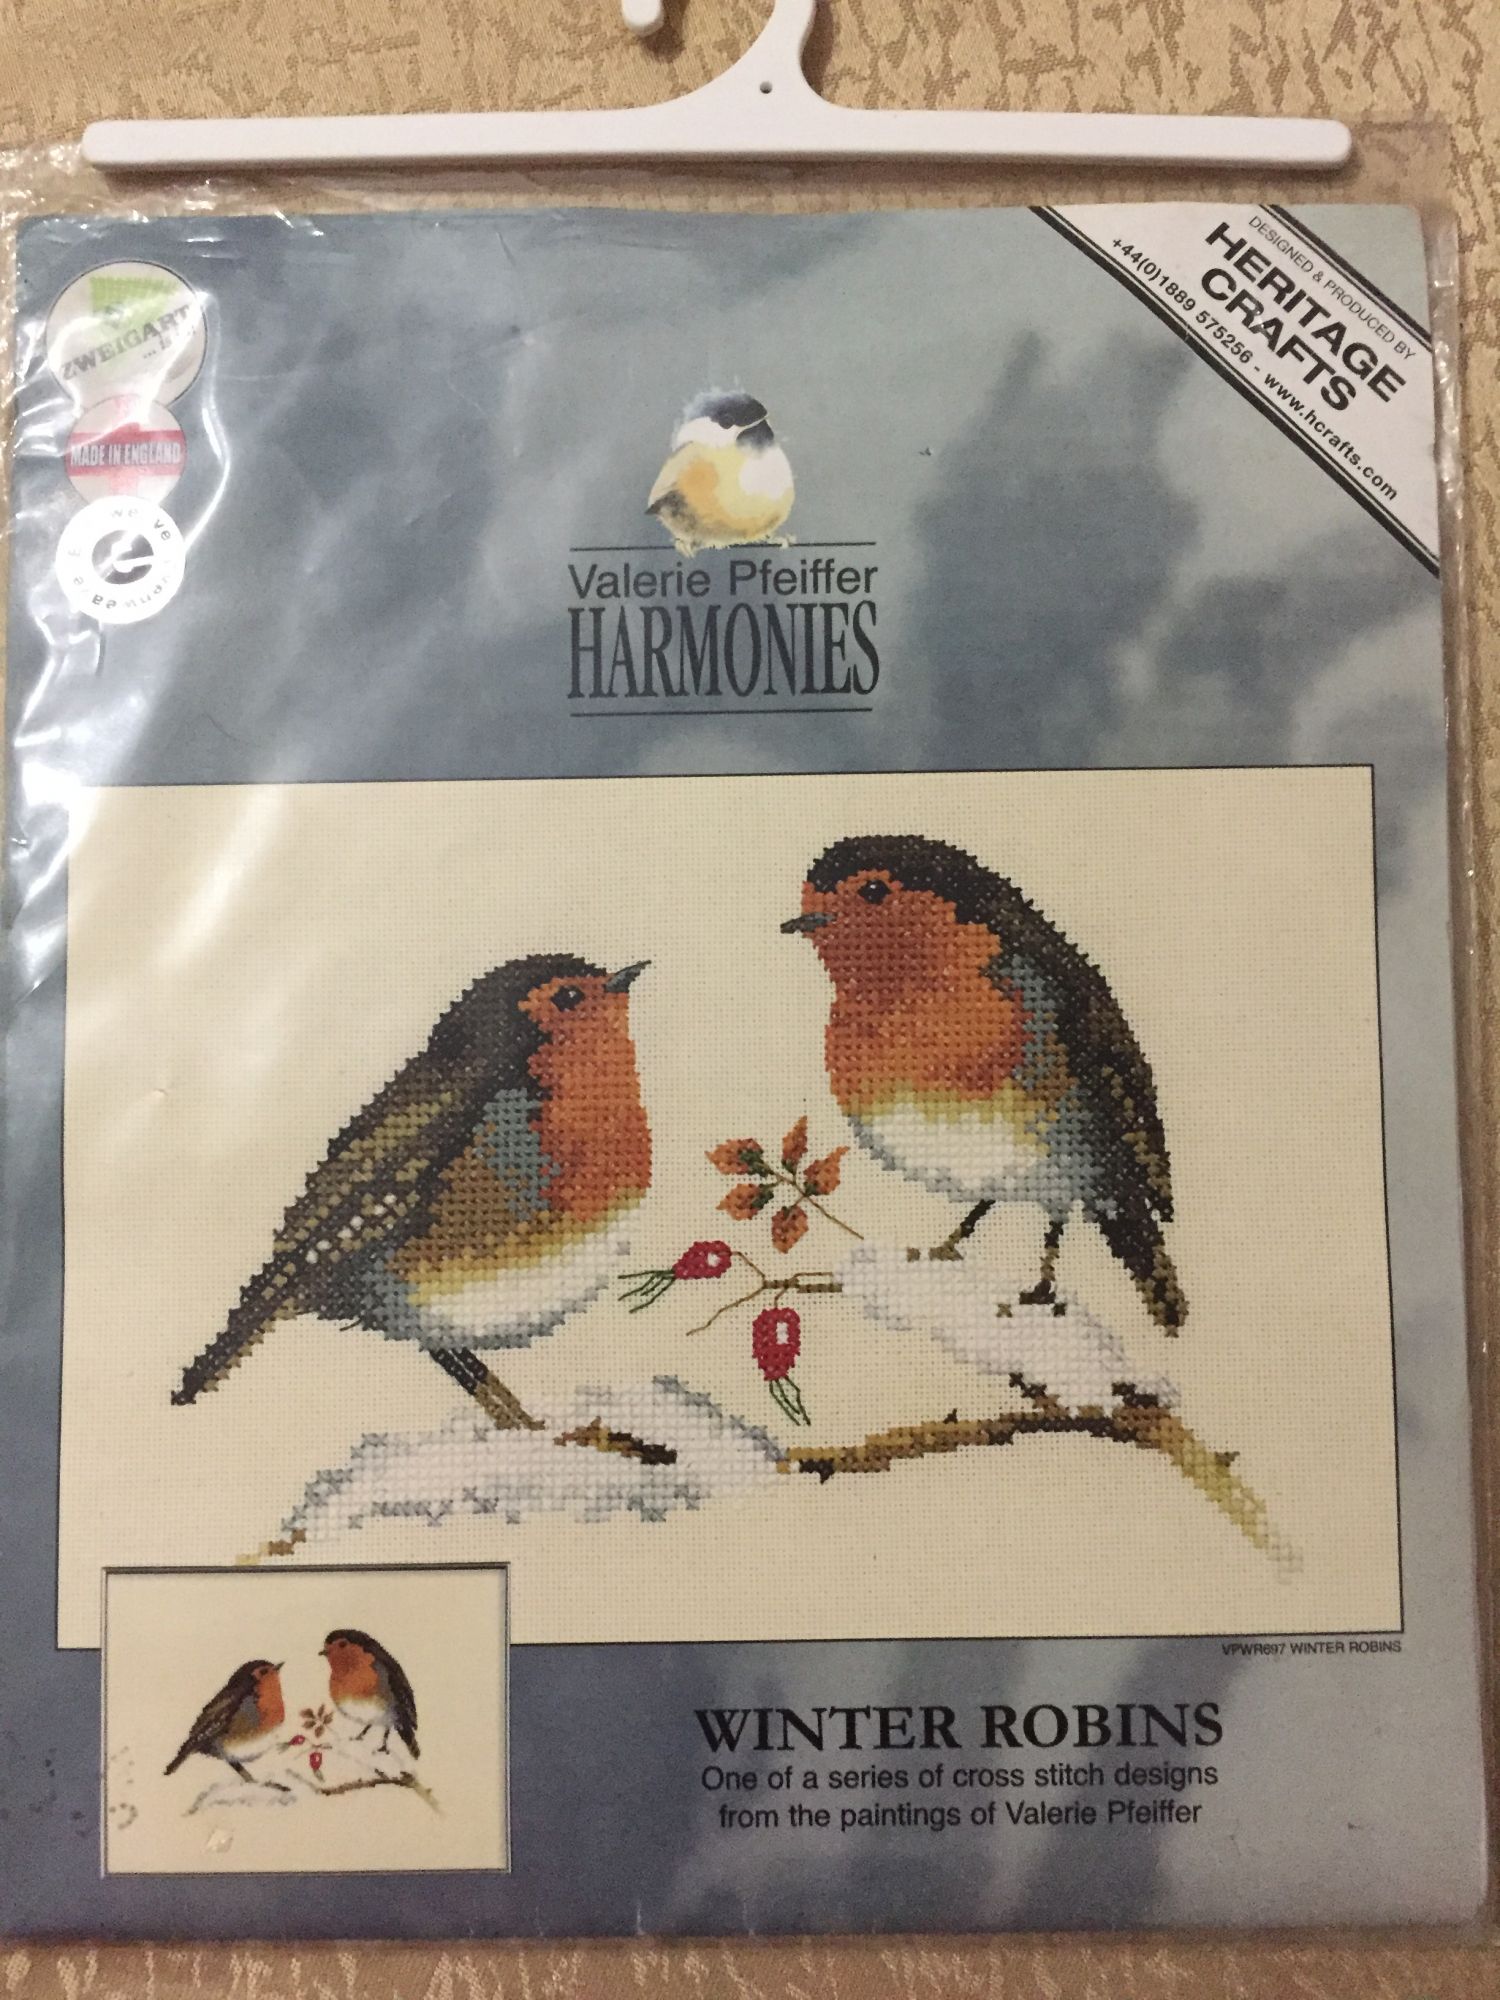 DESIGNED & PRODUCED BY
HERITAGE
CRAFTS
+44(0)1889 575256 - www.hcrafts.com
ZWEIGART
MADE IN ENGLAND
Valerie Pfeiffer
HARMONIES
VPWR697 WINTER ROBINS
WINTER ROBINS
One of a series of cross stitch designs
from the paintings of Valerie Pfeiffer